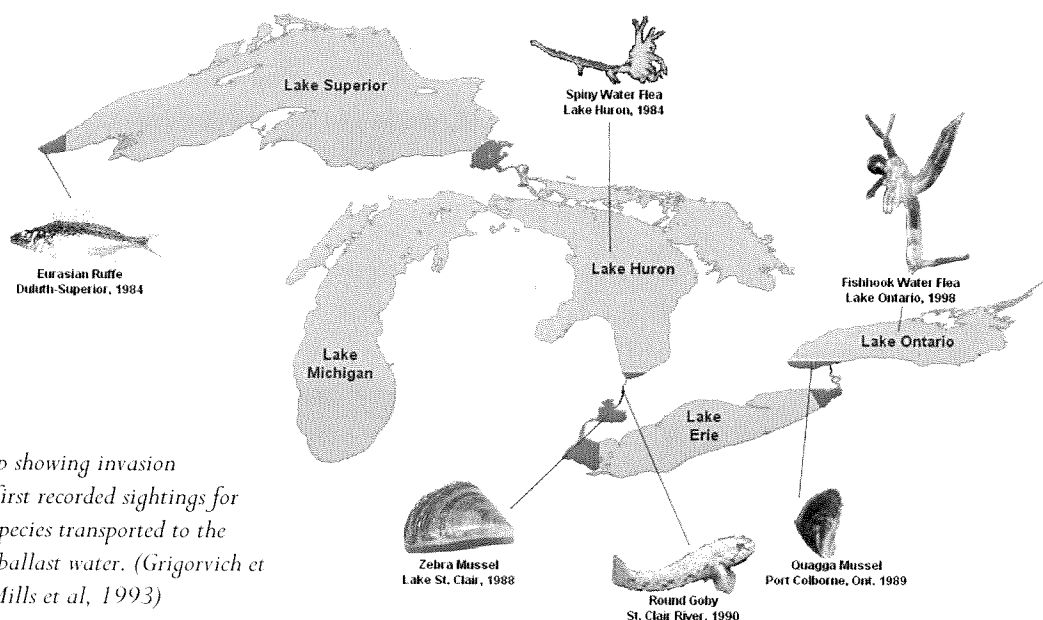 Lake Superior
Spiny Water Flea
Lake Huron, 1984
Eurasian Ruffe
Duluth-Superior, 1984
Lake Huron
Fishhook Water Flea
Lake Ontario, 1998
Lake Ontario
Lake
Michigan
Lake
Erie
showing invasion
first recorded sightings for
species transported to the
ballast water. (Grigorvich et
Mills et al, 1993)
Zebra Mussel
Lake St. Clair, 1988
Round Goby
St. Clair River, 1990
Quagga Mussel
Port Colborne, Ont. 1989